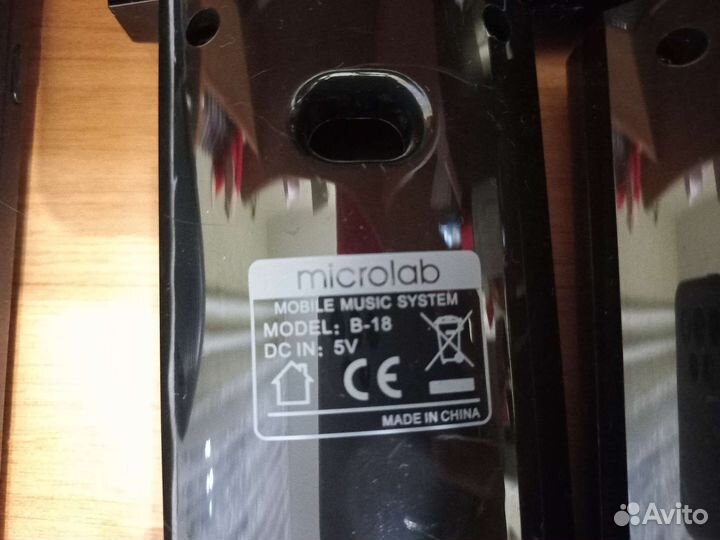 microlab
MOBILE MUSIC SYSTEM
MODEL: B-18
DC IN: 5V
CE
MADE IN CHINA
Avito